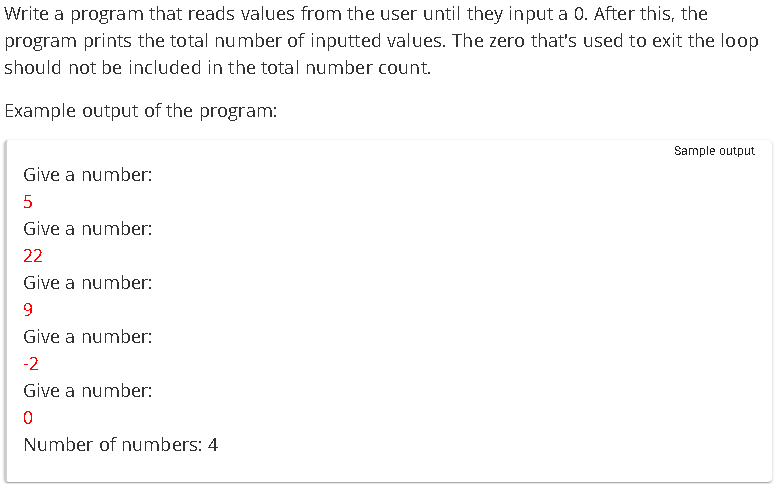 Write a program that reads values from the user until they input a 0. After this, the
program prints the total number of inputted values. The zero that's used to exit the loop
should not be included in the total number count.
Example output of the program:
Sample output
Give a number:
5
Give a number:
22
Give a number:
9
Give a number:
-2
Give a number:
0
Number of numbers: 4